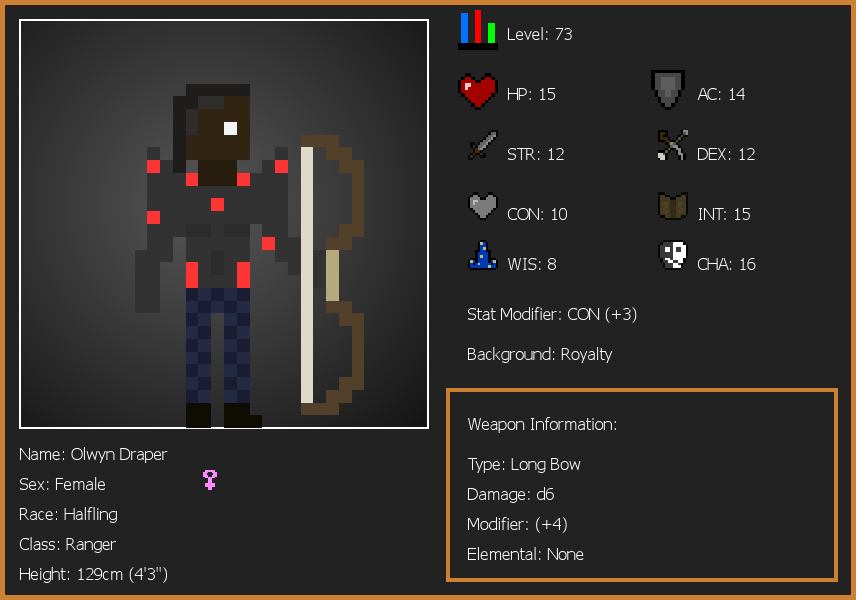 Level: 73
HP: 15
AC: 14
STR: 12
DEX: 12
CON: 10
INT: 15
WIS: 8
CHA: 16
Stat Modifier: CON (+3)
Background: Royalty
Weapon Information:
Type: Long Bow
Damage: d6
Modifier: (+4)
Elemental: None
Name: Olwyn Draper
Sex: Female
Race: Halfling
Class: Ranger
Height: 129cm (4'3")